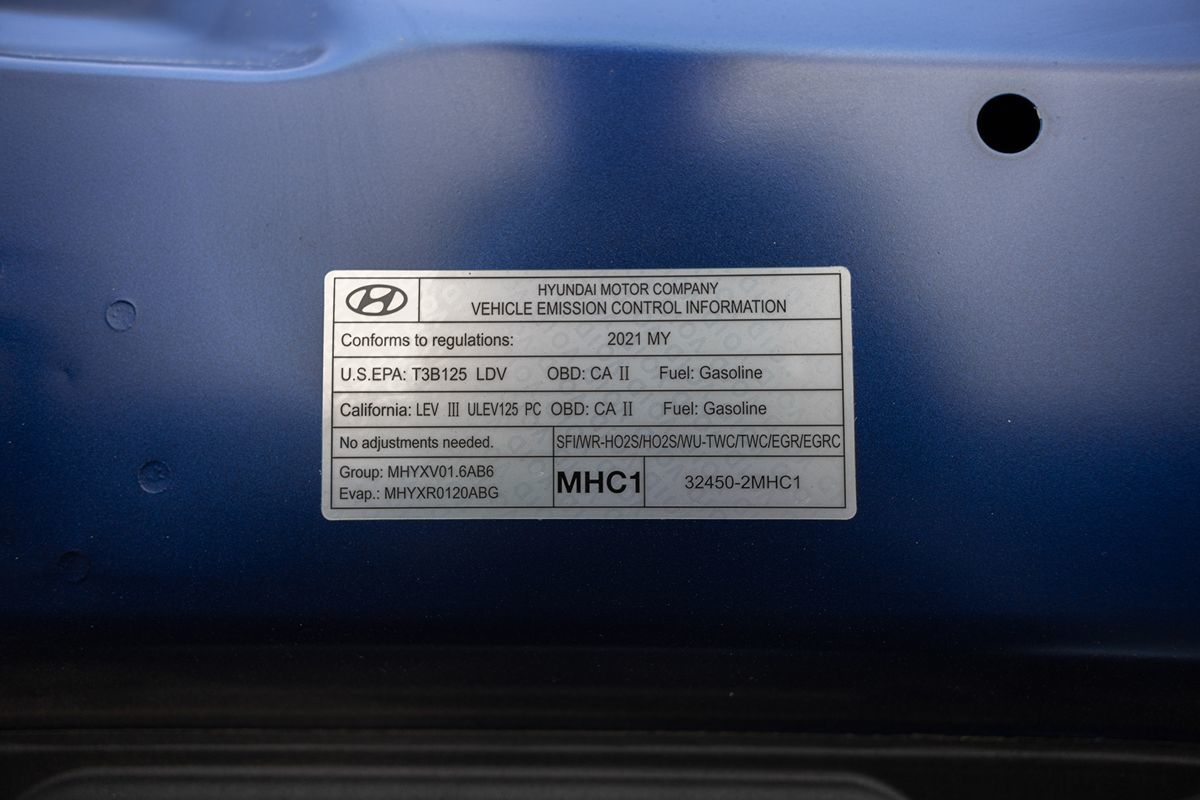 HYUNDAI MOTOR COMPANY
VEHICLE EMISSION CONTROL INFORMATION
Conforms to regulations: 2021 MY
U.S.EPA: T3B125 LDV OBD: CA II Fuel: Gasoline
California: LEV III ULEV125 PC OBD: CA II Fuel: Gasoline
No adjustments needed. SFI/WR-HO2S/HO2S/WU-TWC/TWC/EGR/EGRC
Group: MHYXV01.6AB6
Evap.: MHYXR0120ABG
MHC1
32450-2MHC1